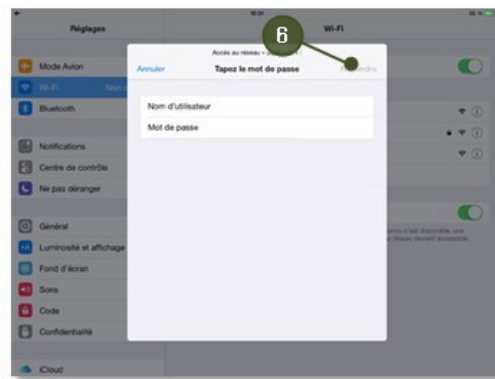 10:31
Réglages
Wi-Fi
6
Accès au réseau
Annuler
Tapez le mot de passe
Mode Avion
Wi-Fi
Bluetooth
Nom d'utilisateur
Mot de passe
Notifications
Centre de contrôle
Ne pas déranger
Général
Luminosité et affichage
Fond d'écran
Sons
Code
Confidentialité
iCloud